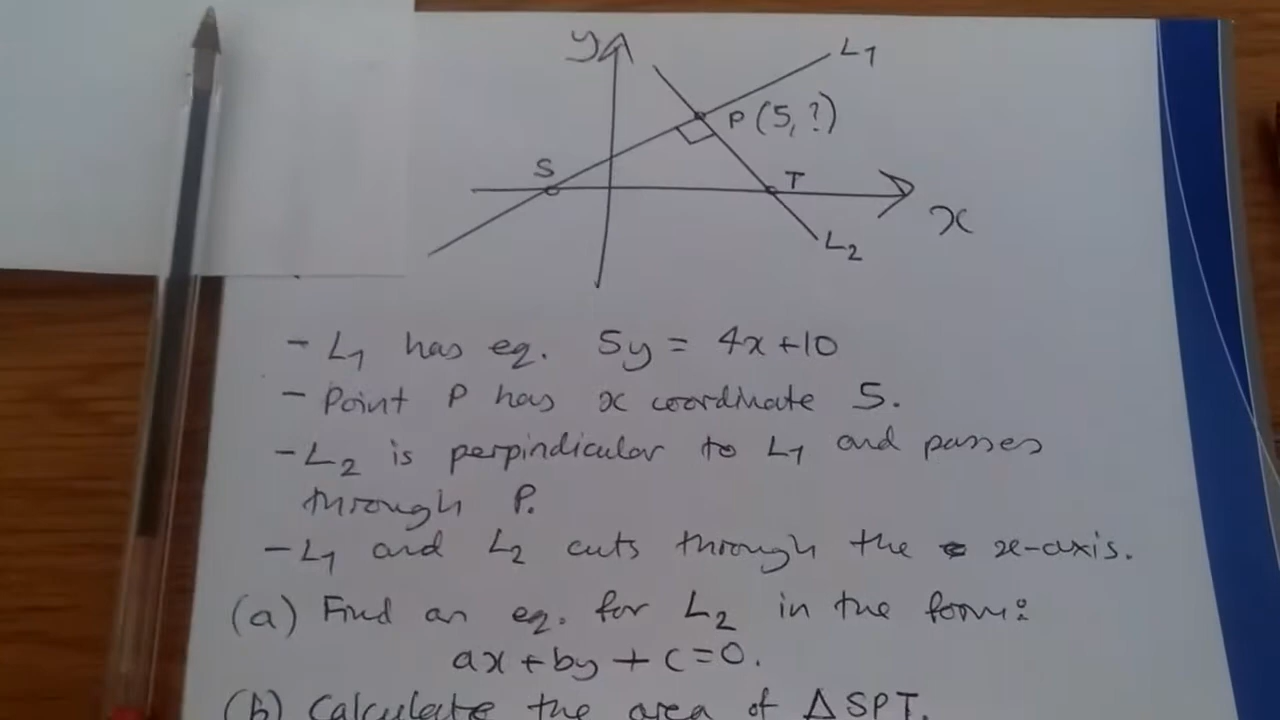 y
L1
P (5, ?)
S
T
x
L2
- L1 has eq. 5y = 4x+10
- Point P has x coordinate 5.
- L2 is perpindicular to L1 and passes
through P.
- L1 and L2 cuts through the x-axis.
(a) Find an eq. for L2 in the form:
ax + by + c = 0.
(b) Calculate the area of △SPT.